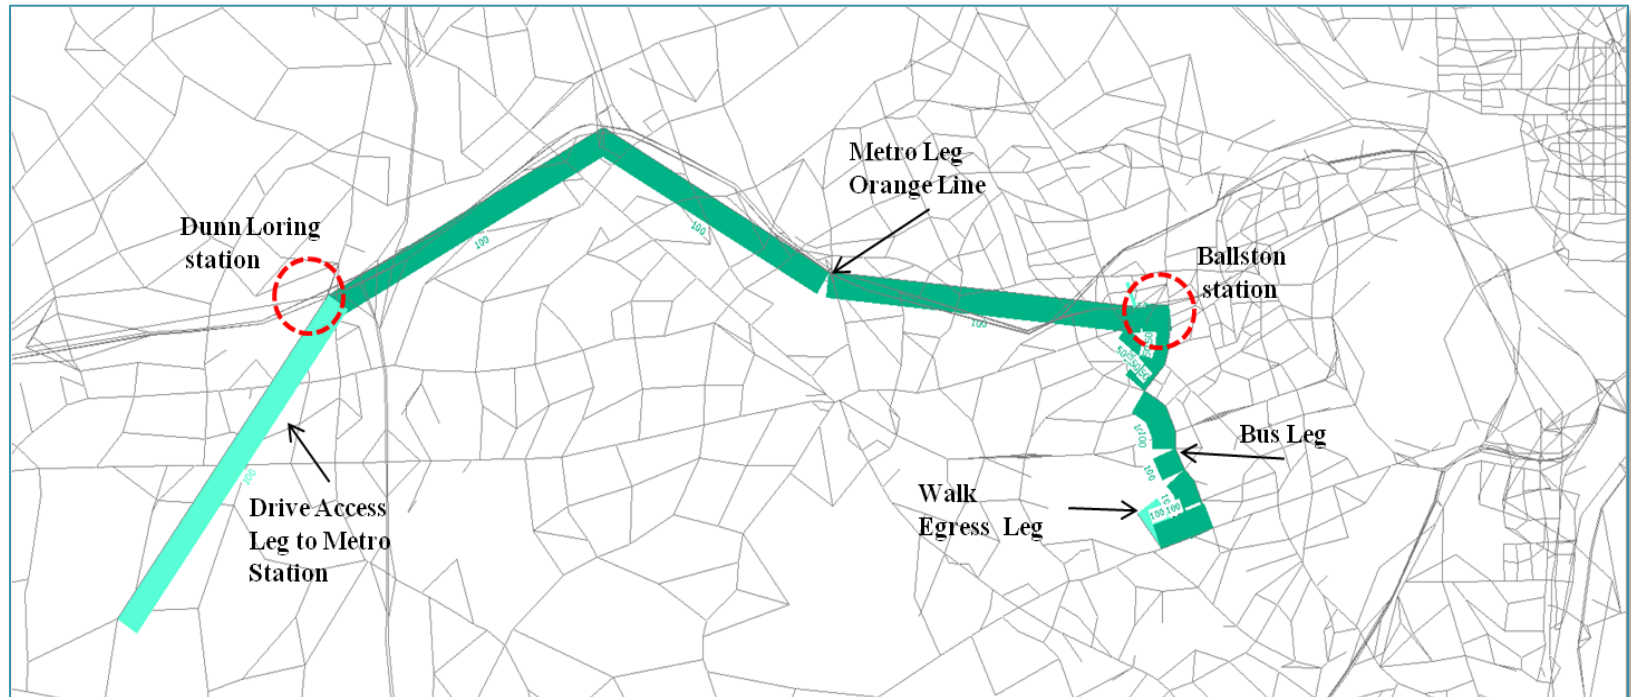 Metro Leg
Orange Line
Dunn Loring
station
Ballston
station
100
100
100
100
Bus Leg
100
Walk
Egress Leg
100 100
Drive Access
Leg to Metro
Station